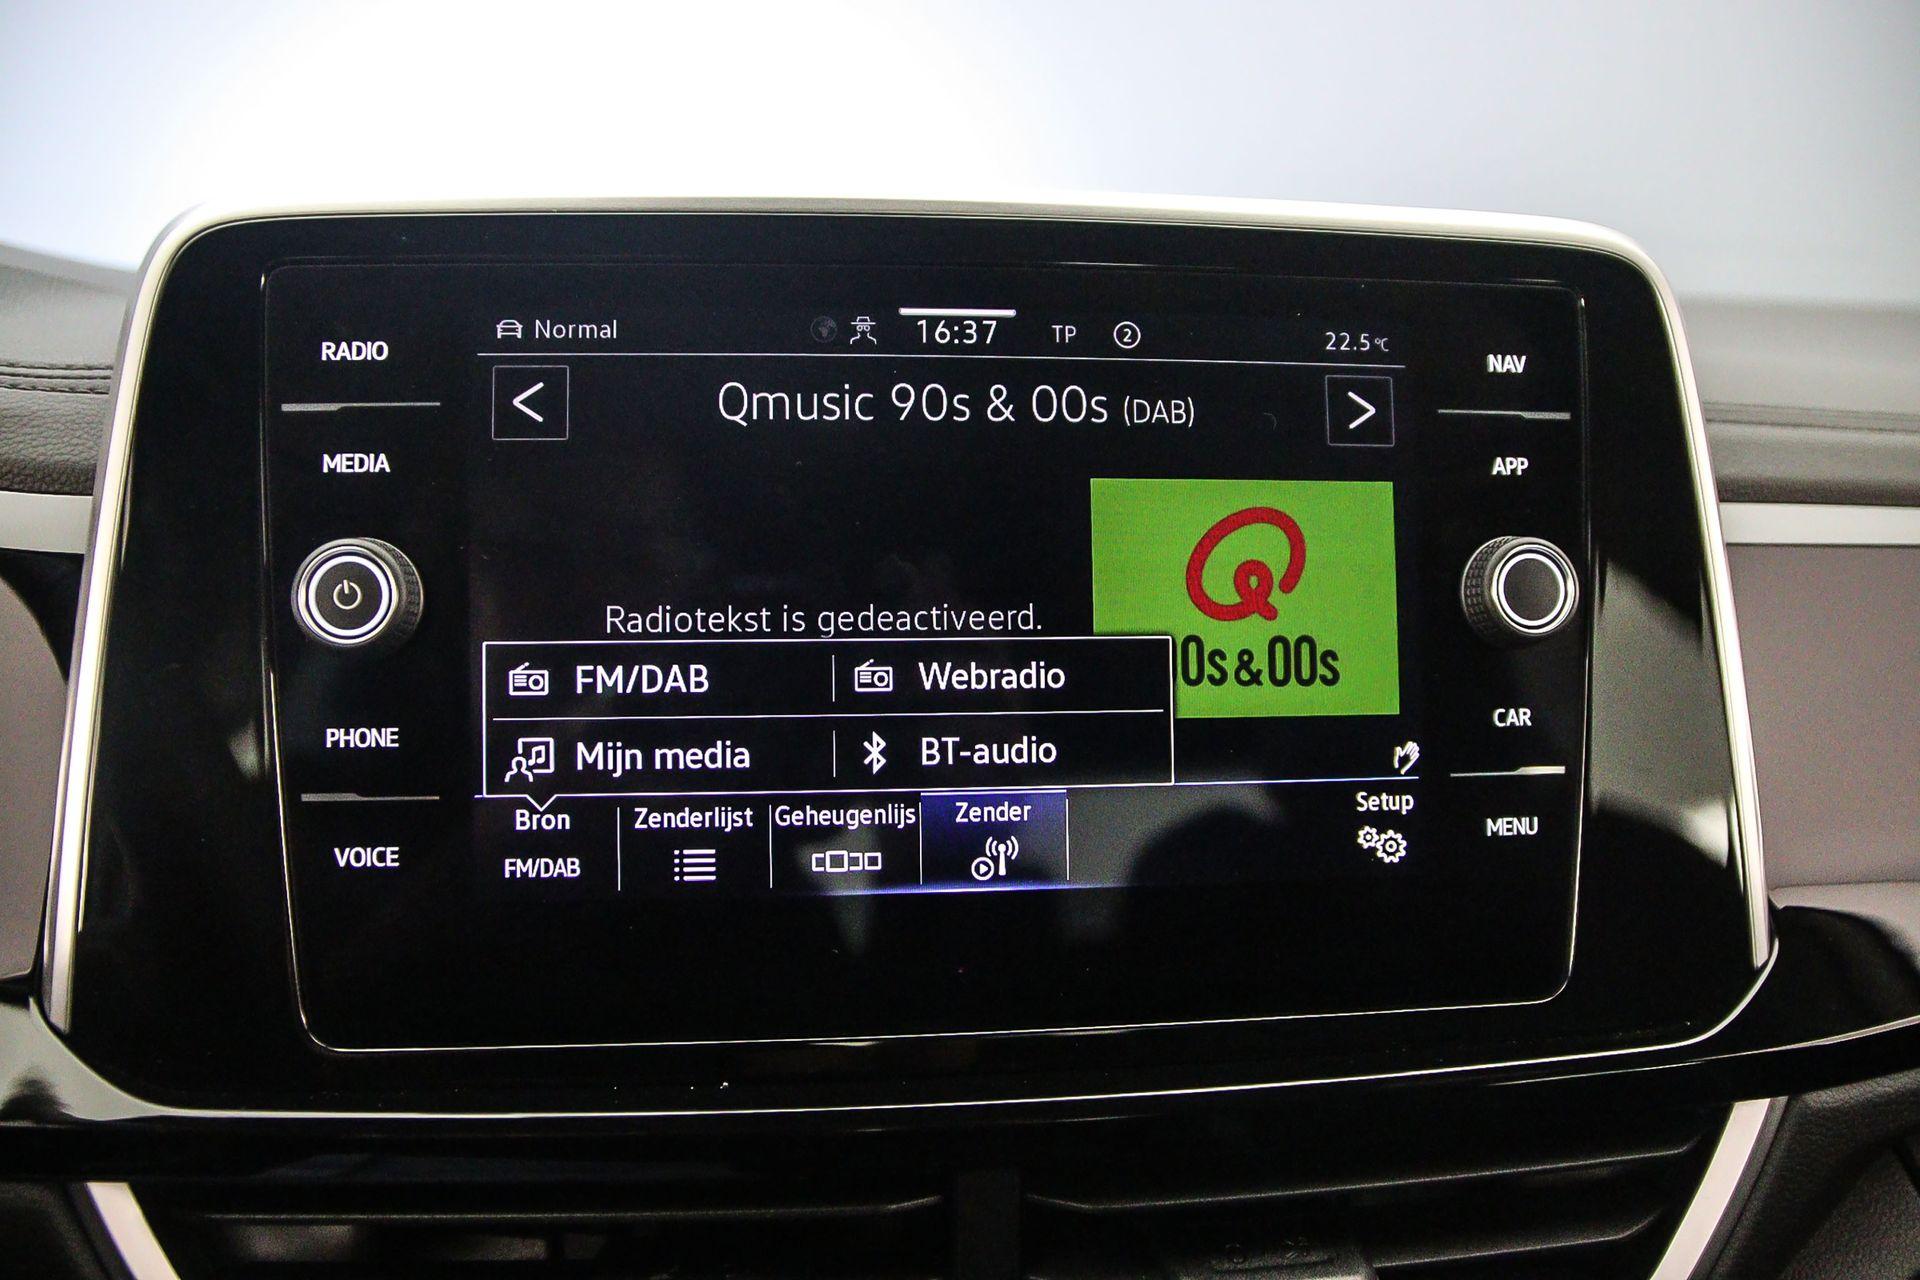 RADIO
MEDIA
PHONE
VOICE
Normal
16:37
TP
2
22.5°C
<
Qmusic 90s & 00s (DAB)
>
Radiotekst is gedeactiveerd.
Q
0s&00s
FM/DAB
Webradio
Mijn media
BT-audio
Bron
FM/DAB
Zenderlijst
Geheugenlijs
Zender
Setup
NAV
APP
CAR
MENU